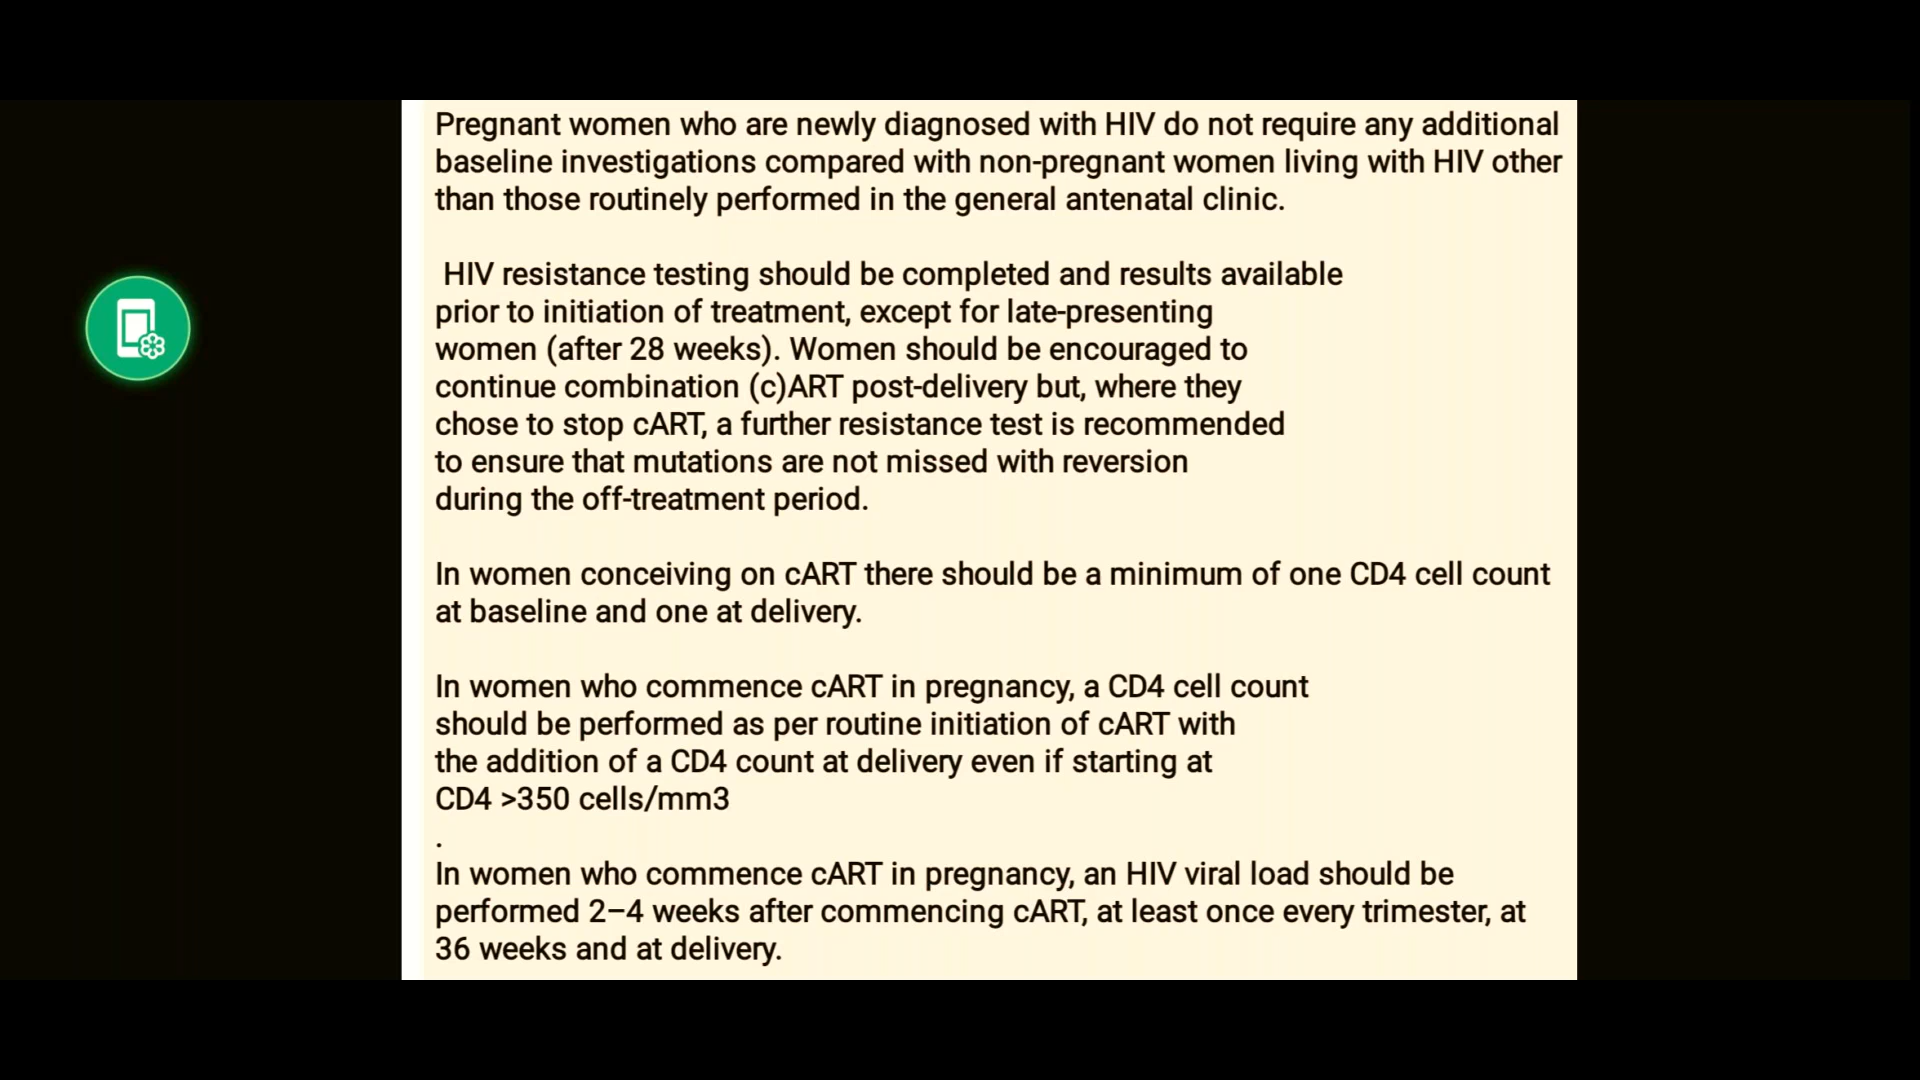 Pregnant women who are newly diagnosed with HIV do not require any additional
baseline investigations compared with non-pregnant women living with HIV other
than those routinely performed in the general antenatal clinic.
HIV resistance testing should be completed and results available
prior to initiation of treatment, except for late-presenting
women (after 28 weeks). Women should be encouraged to
continue combination (c)ART post-delivery but, where they
chose to stop cART, a further resistance test is recommended
to ensure that mutations are not missed with reversion
during the off-treatment period.
In women conceiving on cART there should be a minimum of one CD4 cell count
at baseline and one at delivery.
In women who commence cART in pregnancy, a CD4 cell count
should be performed as per routine initiation of cART with
the addition of a CD4 count at delivery even if starting at
CD4 >350 cells/mm3
.
In women who commence cART in pregnancy, an HIV viral load should be
performed 2–4 weeks after commencing cART, at least once every trimester, at
36 weeks and at delivery.